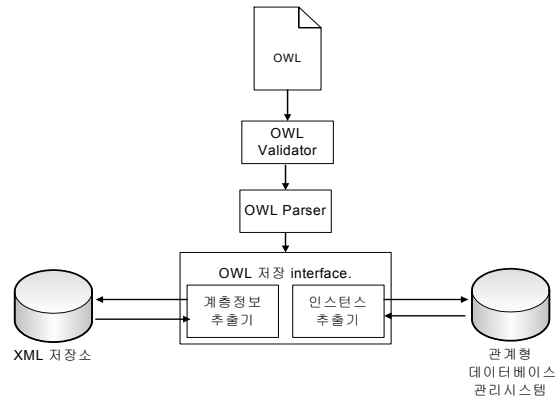 OWL
OWL
Validator
OWL Parser
OWL 저장 interface.
계층정보
추출기
인스턴스
추출기
XML 저장소
관계형
데이터베이스
관리시스템